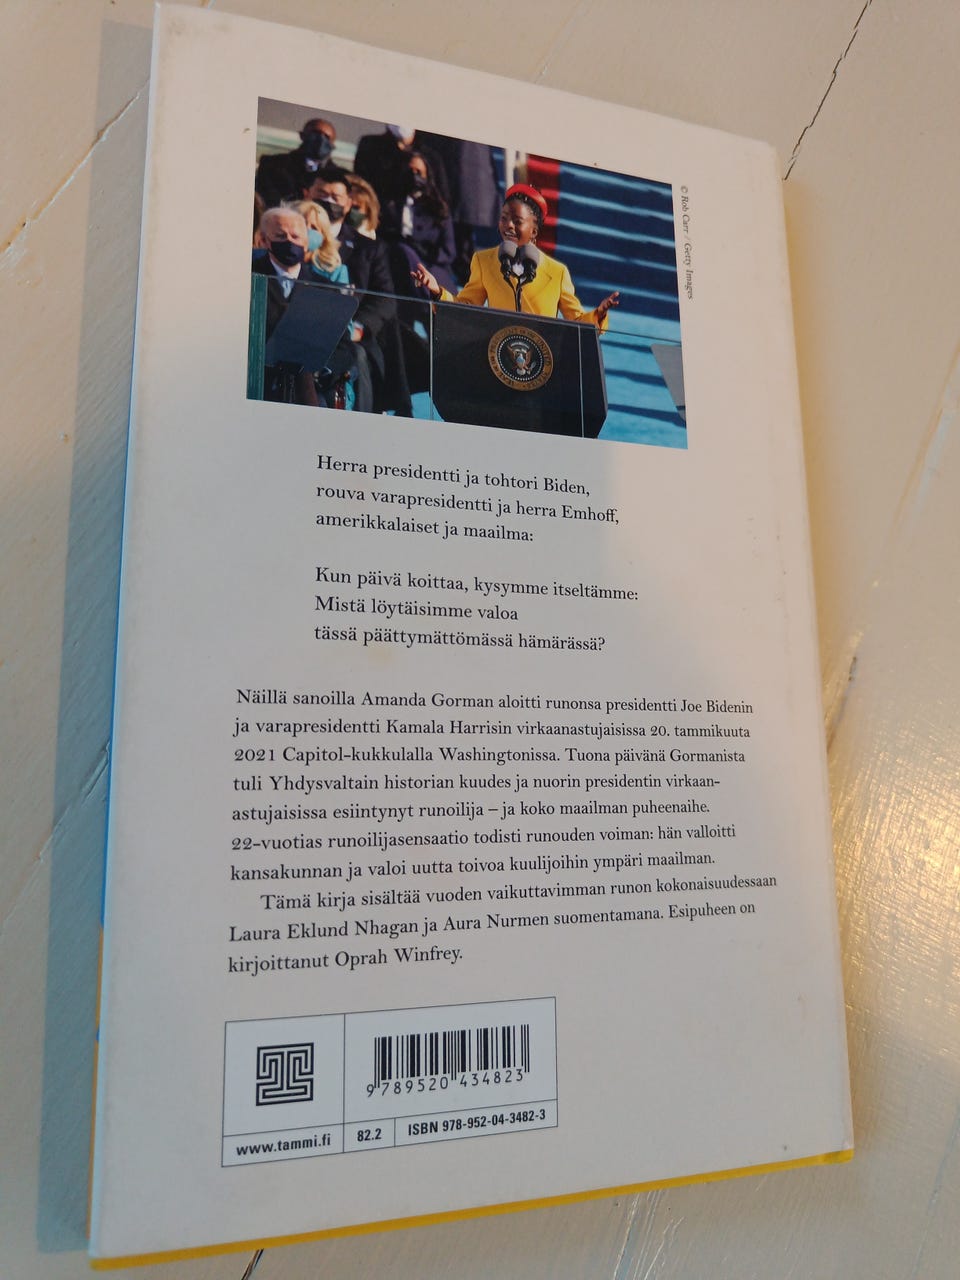 © Rob Carr / Getty Images
Herra presidentti ja tohtori Biden,
rouva varapresidentti ja herra Emhoff,
amerikkalaiset ja maailma:
Kun päivä koittaa, kysymme itseltämme:
Mistä löytäisimme valoa
tässä päättymättömässä hämärässä?
Näillä sanoilla Amanda Gorman aloitti runonsa presidentti Joe Bidenin
ja varapresidentti Kamala Harrisin virkaanastujaisissa 20. tammikuuta
2021 Capitol-kukkulalla Washingtonissa. Tuona päivänä Gormanista
tuli Yhdysvaltain historian kuudes ja nuorin presidentin virkaan-
astujaisissa esiintynyt runoilija – ja koko maailman puheenaihe.
22-vuotias runoilijasensaatio todisti runouden voiman: hän valloitti
kansakunnan ja valoi uutta toivoa kuulijoihin ympäri maailman.
Tämä kirja sisältää vuoden vaikuttavimman runon kokonaisuudessaan
Laura Eklund Nhagan ja Aura Nurmen suomentamana. Esipuheen on
kirjoittanut Oprah Winfrey.
9 789520 434823
www.tammi.fi
82.2
ISBN 978-952-04-3482-3